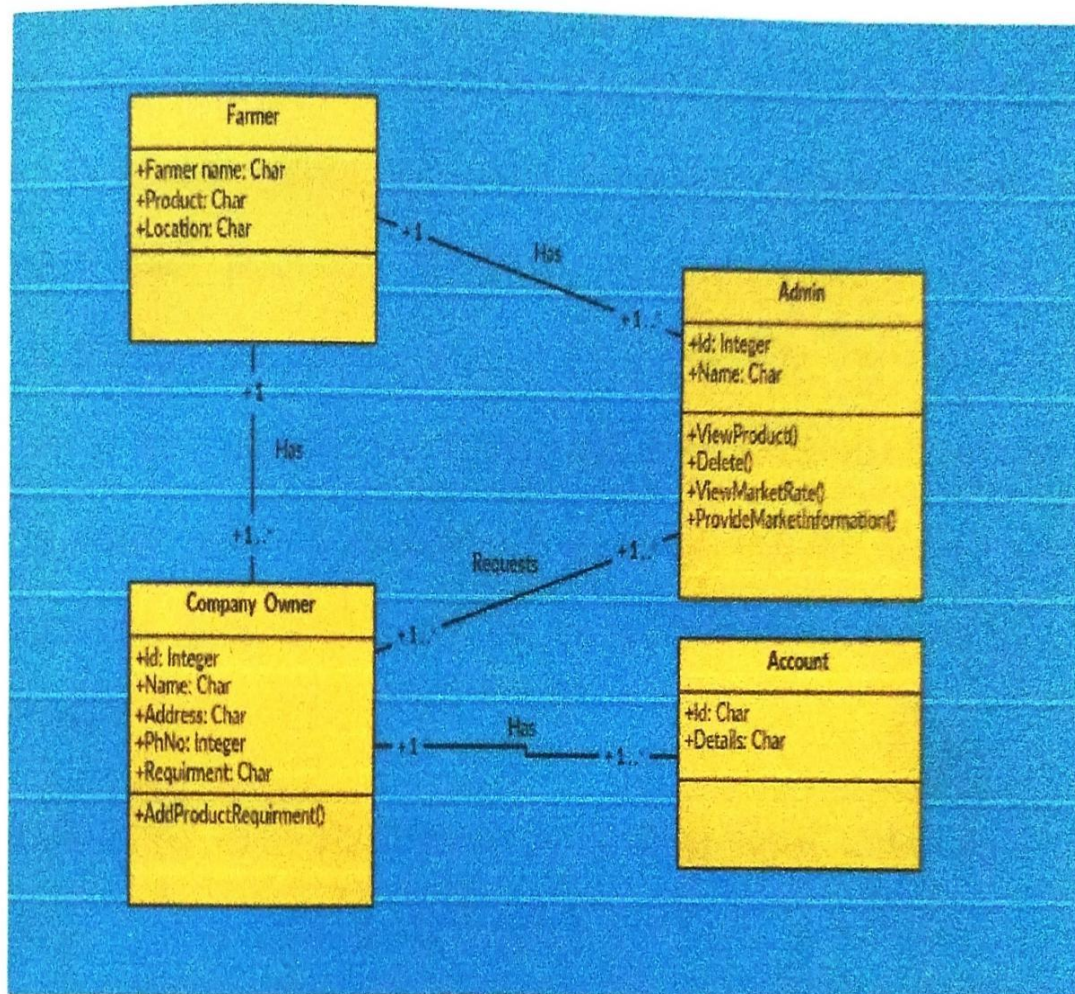 Farmer
+Farmer name: Char
+Product: Char
+Location: Char
+1
Has
+1..*
Admin
+Id: Integer
+Name: Char
+ViewProduct()
+Delete()
+ViewMarketRate()
+ProvideMarketInformation()
+1
Has
+1..*
Requests
+1..*
+1..*
Company Owner
+Id: Integer
+Name: Char
+Address: Char
+PhNo: Integer
+Requirment: Char
+AddProductRequirment()
+1
Has
+1..*
Account
+Id: Char
+Details: Char